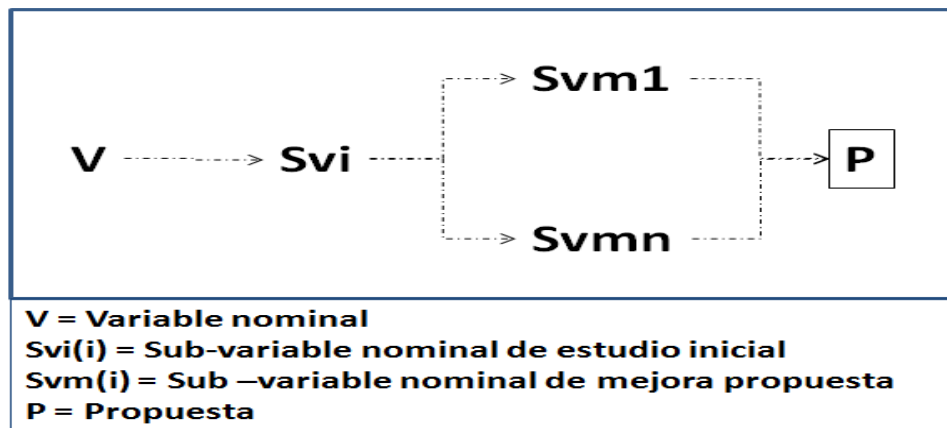 Svm1
V
Svi
P
Svmn
V = Variable nominal
Svi(i) = Sub-variable nominal de estudio inicial
Svm(i) = Sub –variable nominal de mejora propuesta
P = Propuesta